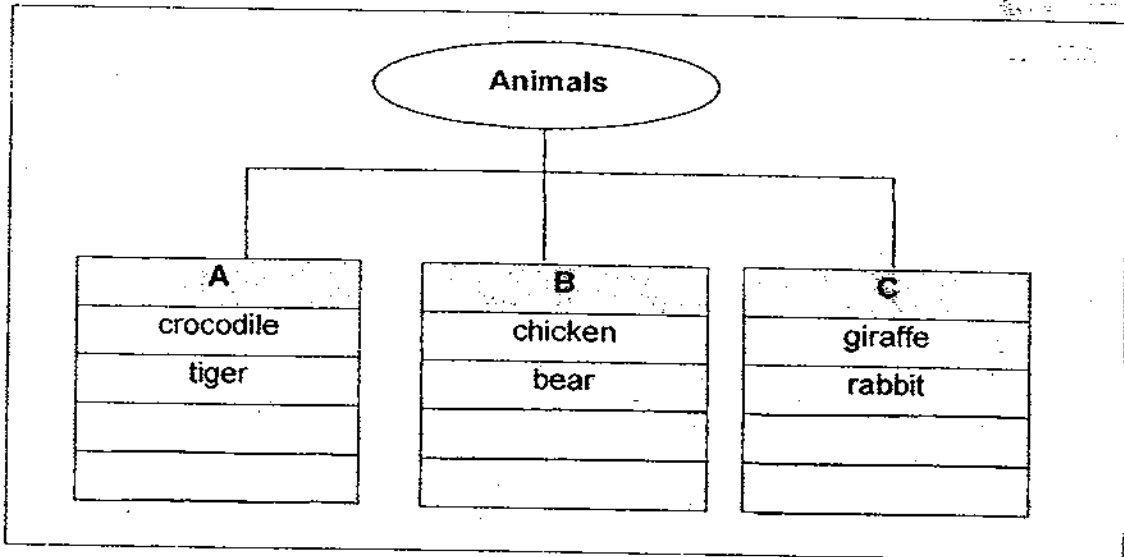 Animals
A
crocodile
tiger
B
chicken
bear
C
giraffe
rabbit